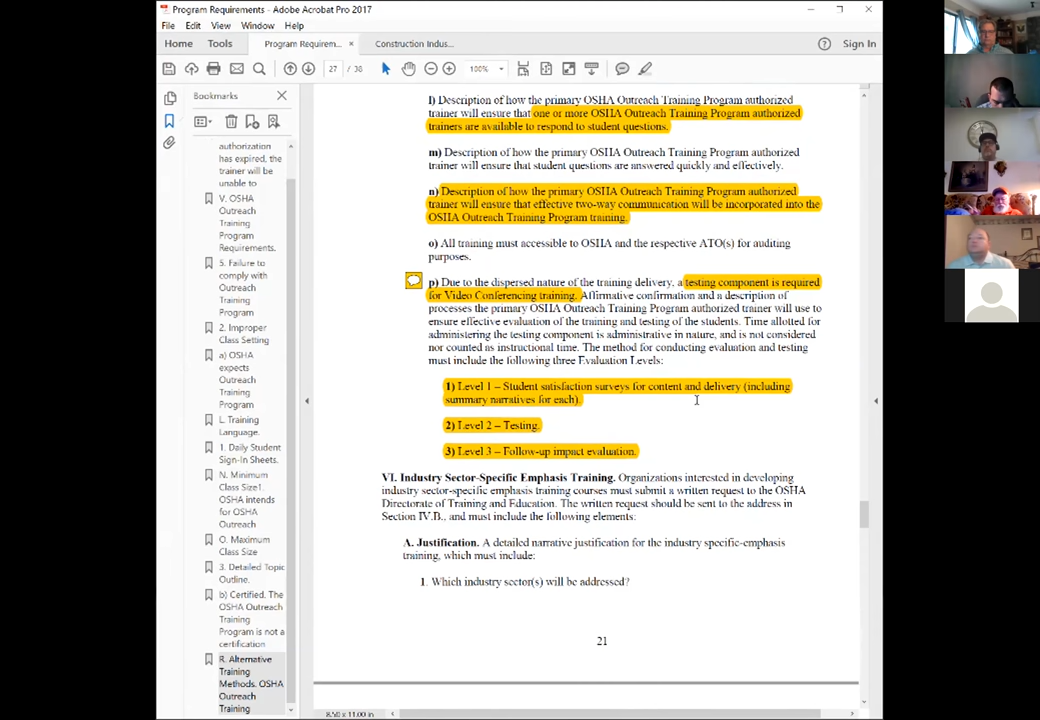 Program Requirements - Adobe Acrobat Pro 2017
File Edit View Window Help
Home Tools Program Requirem... × Construction Indus...
Sign In
27 / 38
100%
Bookmarks
authorization
has expired, the
trainer will be
unable to
V. OSHA
Outreach
Training
Program
Requirements.
5. Failure to
comply with
OSHA
Outreach
Training
Program
2. Improper
Class Setting
a) OSHA
expects
Outreach
Training
Program
L. Training
Language.
1. Daily Student
Sign-In Sheets.
N. Minimum
Class Size1.
OSHA intends
for OSHA
Outreach
O. Maximum
Class Size
3. Detailed Topic
Outline.
b) Certified. The
OSHA Outreach
Training
Program is not a
certification
R. Alternative
Training
Methods. OSHA
Outreach
Training
l) Description of how the primary OSHA Outreach Training Program authorized
trainer will ensure that one or more OSHA Outreach Training Program authorized
trainers are available to respond to student questions.
m) Description of how the primary OSHA Outreach Training Program authorized
trainer will ensure that student questions are answered quickly and effectively.
n) Description of how the primary OSHA Outreach Training Program authorized
trainer will ensure that effective two-way communication will be incorporated into the
OSHA Outreach Training Program training.
o) All training must accessible to OSHA and the respective ATO(s) for auditing
purposes.
p) Due to the dispersed nature of the training delivery, a testing component is required
for Video Conferencing training. Affirmative confirmation and a description of
processes the primary OSHA Outreach Training Program authorized trainer will use to
ensure effective evaluation of the training and testing of the students. Time allotted for
administering the testing component is administrative in nature, and is not considered
nor counted as instructional time. The method for conducting evaluation and testing
must include the following three Evaluation Levels:
1) Level 1 – Student satisfaction surveys for content and delivery (including
summary narratives for each).
2) Level 2 – Testing.
3) Level 3 – Follow-up impact evaluation.
VI. Industry Sector-Specific Emphasis Training. Organizations interested in developing
industry sector-specific emphasis training courses must submit a written request to the OSHA
Directorate of Training and Education. The written request should be sent to the address in
Section IV.B., and must include the following elements:
A. Justification. A detailed narrative justification for the industry specific-emphasis
training, which must include:
1. Which industry sector(s) will be addressed?
21
8.50 x 11.00 in